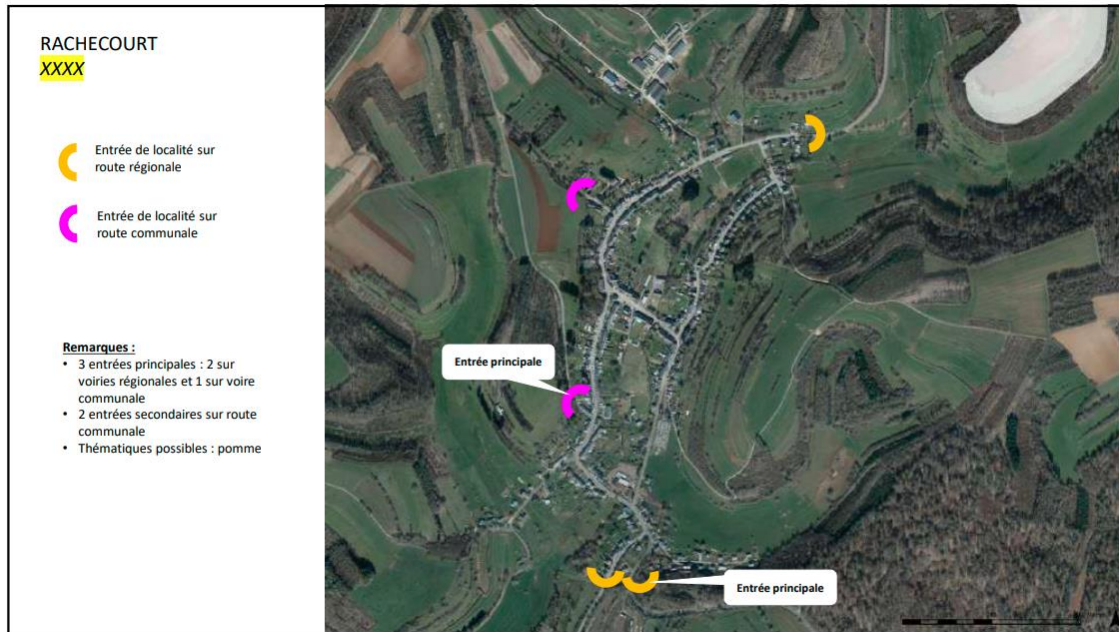 RACHECOURT
XXXX
Entrée de localité sur
route régionale
Entrée de localité sur
route communale
Remarques :
• 3 entrées principales : 2 sur
voiries régionales et 1 sur voire
communale
• 2 entrées secondaires sur route
communale
• Thématiques possibles : pomme
Entrée principale
Entrée principale